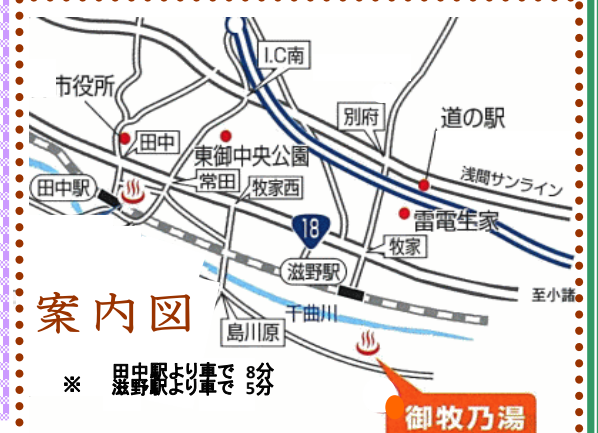 I.C南
市役所
別府
道の駅
田中
東御中央公園
浅間サンライン
田中駅
常田
牧家西
18
雷電生家
牧家
滋野駅
至小諸
千曲川
案内図
島川原
※ 田中駅より車で 8分
滋野駅より車で 5分
御牧乃湯